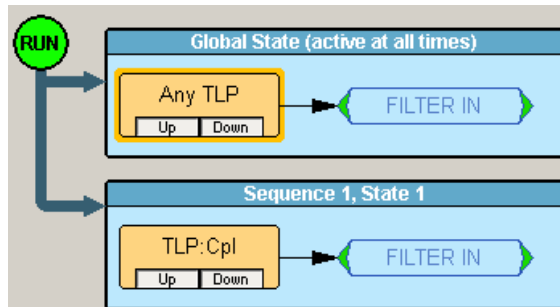 RUN
Global State (active at all times)
Any TLP
Up Down
FILTER IN
Sequence 1, State 1
TLP:Cpl
Up Down
FILTER IN